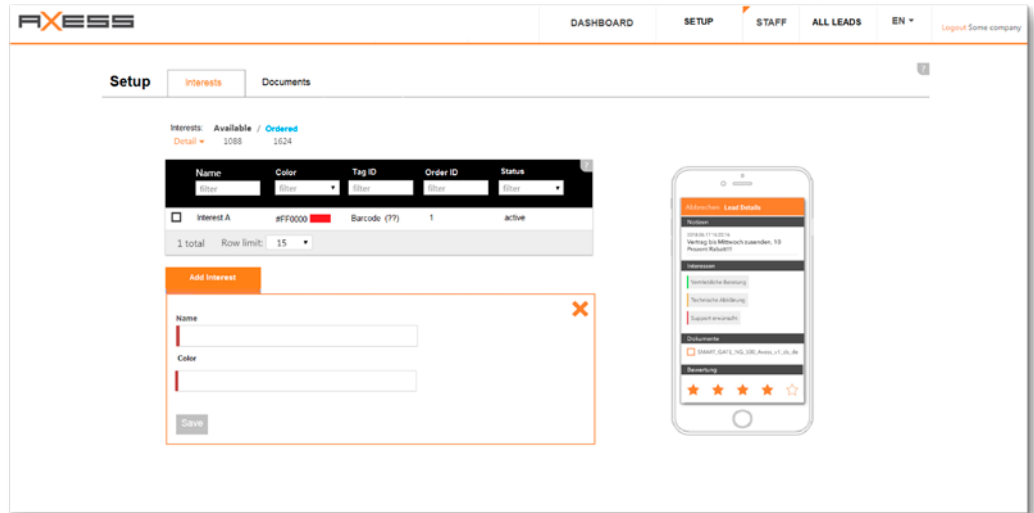 AXESS
DASHBOARD SETUP STAFF ALL LEADS EN Logout Some company
?
Setup Interests Documents
Interests: Available / Ordered
Detail 1088 1624
?
Name Color Tag ID Order ID Status
filter filter filter filter filter
Interest A #FF0000 Barcode (??) 1 active
1 total Row limit: 15
Add Interest
Name
Color
Save
Abbrechen Lead Details
Notizen
Vertrag bis Mittwoch zusenden. 10
Prozent Rabatt!!!
Interessen
Vertriebliche Beratung
Technische Abklärung
Support erwünscht
Dokumente
Bewertung